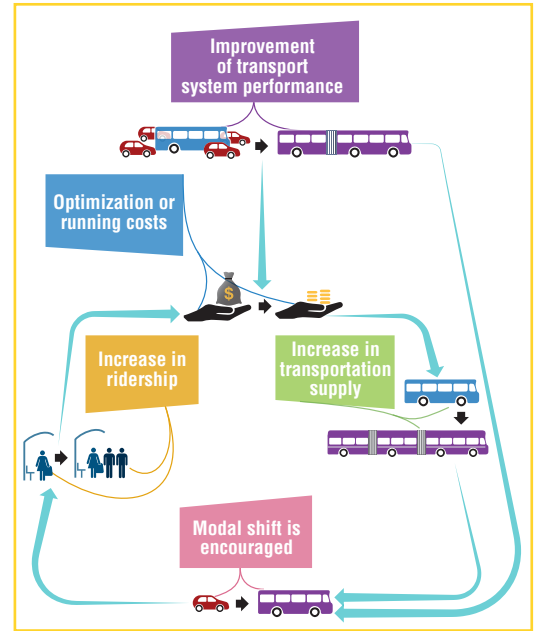 Improvement
of transport
system performance
Optimization or
running costs
$
Increase in
ridership
Increase in
transportation
supply
Modal shift is
encouraged